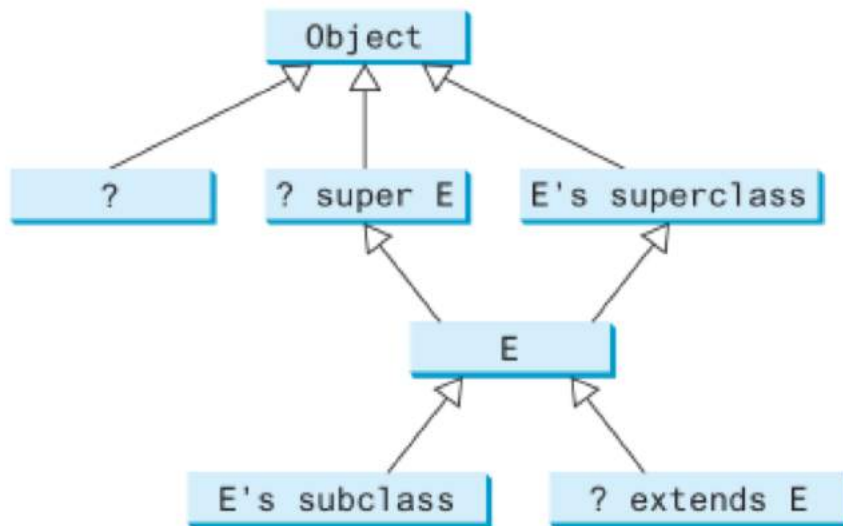 Object
?
? super E
E's superclass
E
E's subclass
? extends E